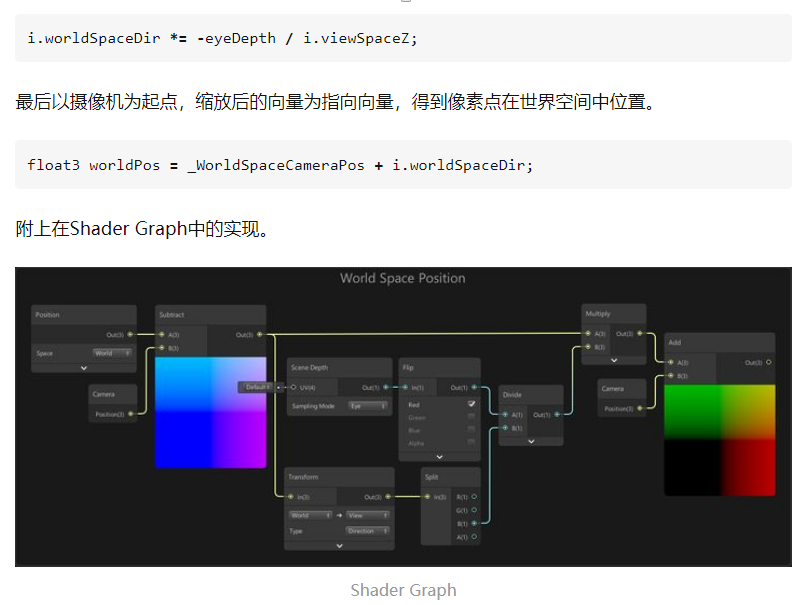 i.worldSpaceDir *= -eyeDepth / i.viewSpaceZ;
最后以摄像机为起点，缩放后的向量为指向向量，得到像素点在世界空间中位置。
float3 worldPos = _WorldSpaceCameraPos + i.worldSpaceDir;
附上在Shader Graph中的实现。
World Space Position
Position
Out(3)
Space World
Camera
Position(3)
Subtract
A(3) Out(3)
B(3)
Default
Scene Depth
UV(4) Out(1)
Sampling Mode Eye
Flip
In(1) Out(1)
Red
Green
Blue
Alpha
Transform
In(3) Out(3)
World View
Type Direction
Split
In(3) R(1)
G(1)
B(1)
A(1)
Divide
A(1) Out(1)
B(1)
Multiply
A(3) Out(3)
B(3)
Camera
Position(3)
Add
A(3) Out(3)
B(3)
Shader Graph